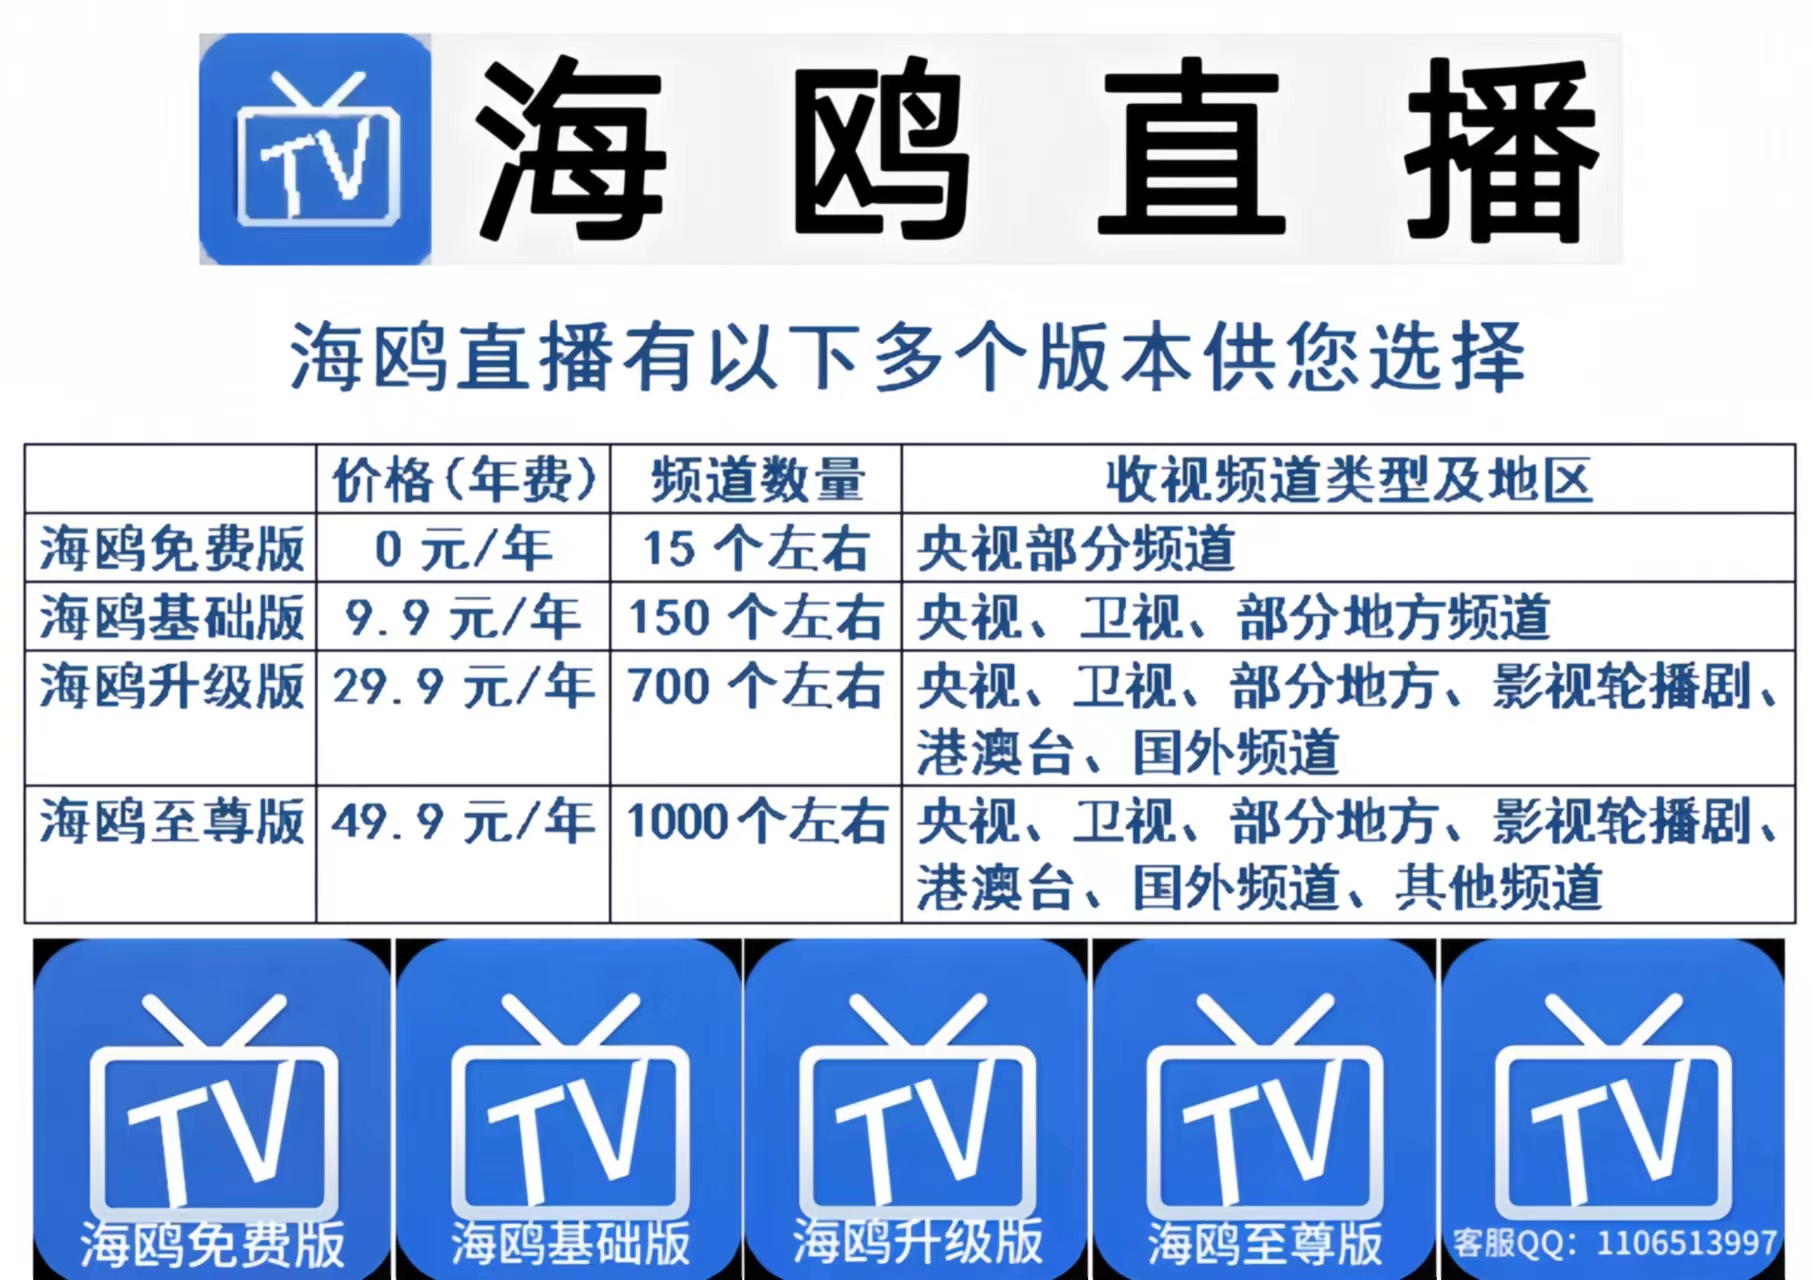 TV
海鸥直播
海鸥直播有以下多个版本供您选择
价格(年费) 频道数量 收视频道类型及地区
海鸥免费版 0 元/年 15 个左右 央视部分频道
海鸥基础版 9.9 元/年 150 个左右 央视、卫视、部分地方频道
海鸥升级版 29.9 元/年 700 个左右 央视、卫视、部分地方、影视轮播剧、
港澳台、国外频道
海鸥至尊版 49.9 元/年 1000个左右 央视、卫视、部分地方、影视轮播剧、
港澳台、国外频道、其他频道
TV TV TV TV TV
海鸥免费版 海鸥基础版 海鸥升级版 海鸥至尊版 客服QQ：1106513997